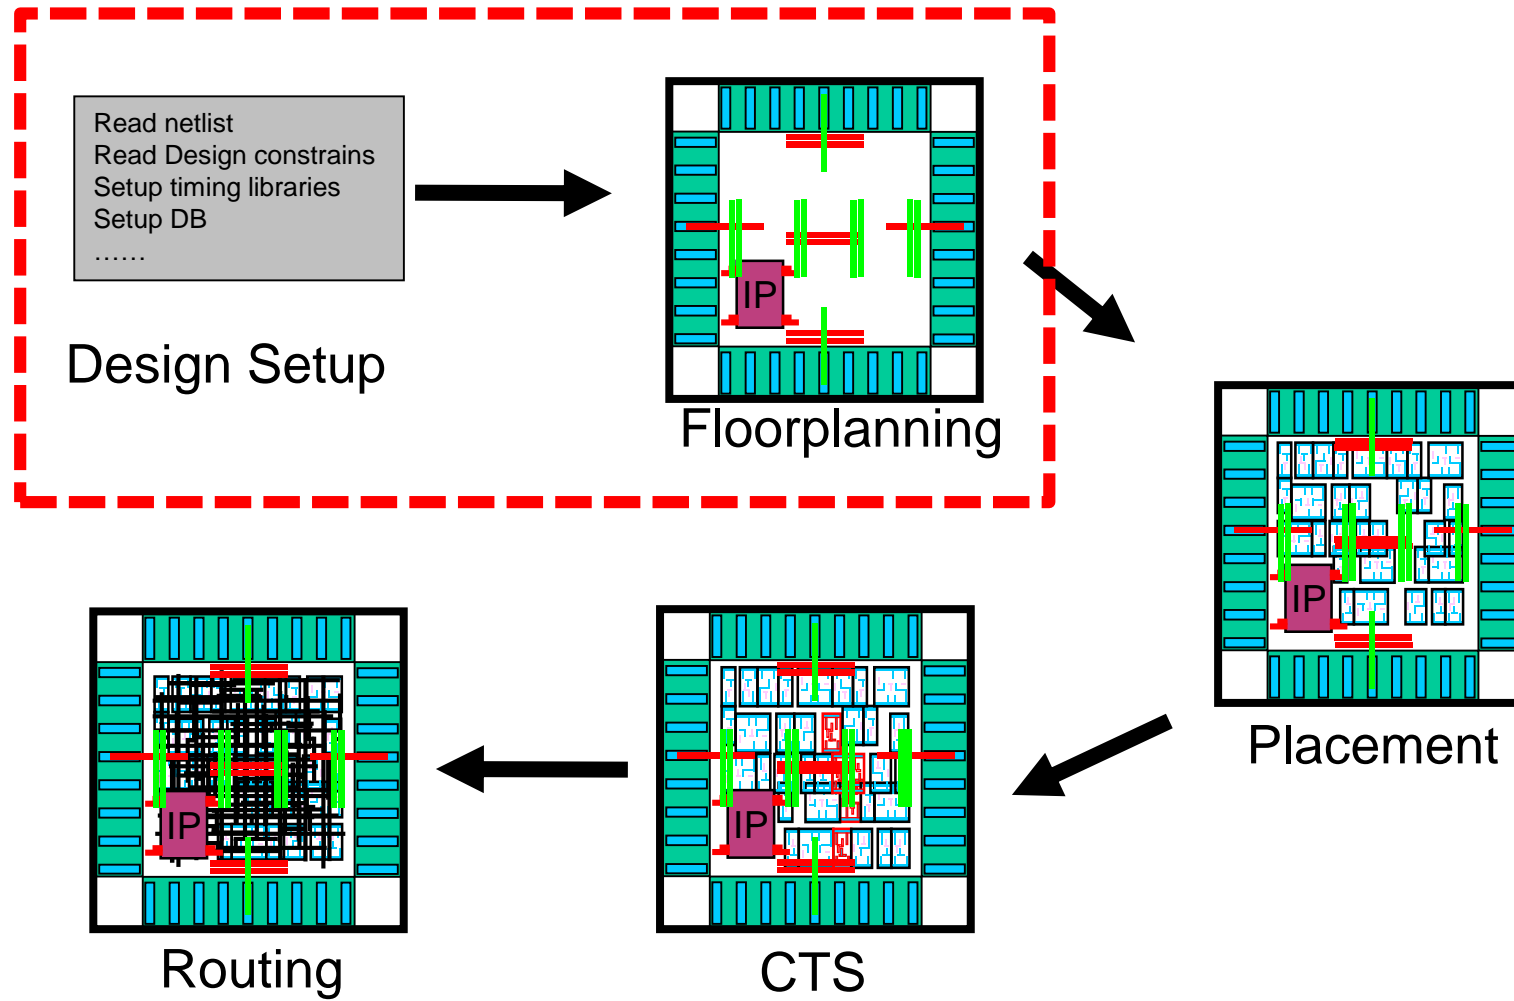 Read netlist
Read Design constrains
Setup timing libraries
Setup DB
……
Design Setup
IP
Floorplanning
IP
Placement
IP
Routing
IP
CTS